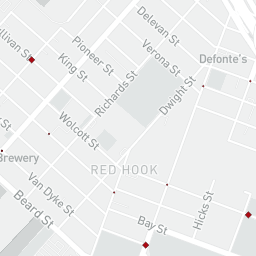 Delevan St
Pioneer St
Verona St
llivan St
King St
Defonte's
Richards St
Dwight St
Wolcott St
Brewery
RED HOOK
Van Dyke St
Hicks St
Beard St
Bay St